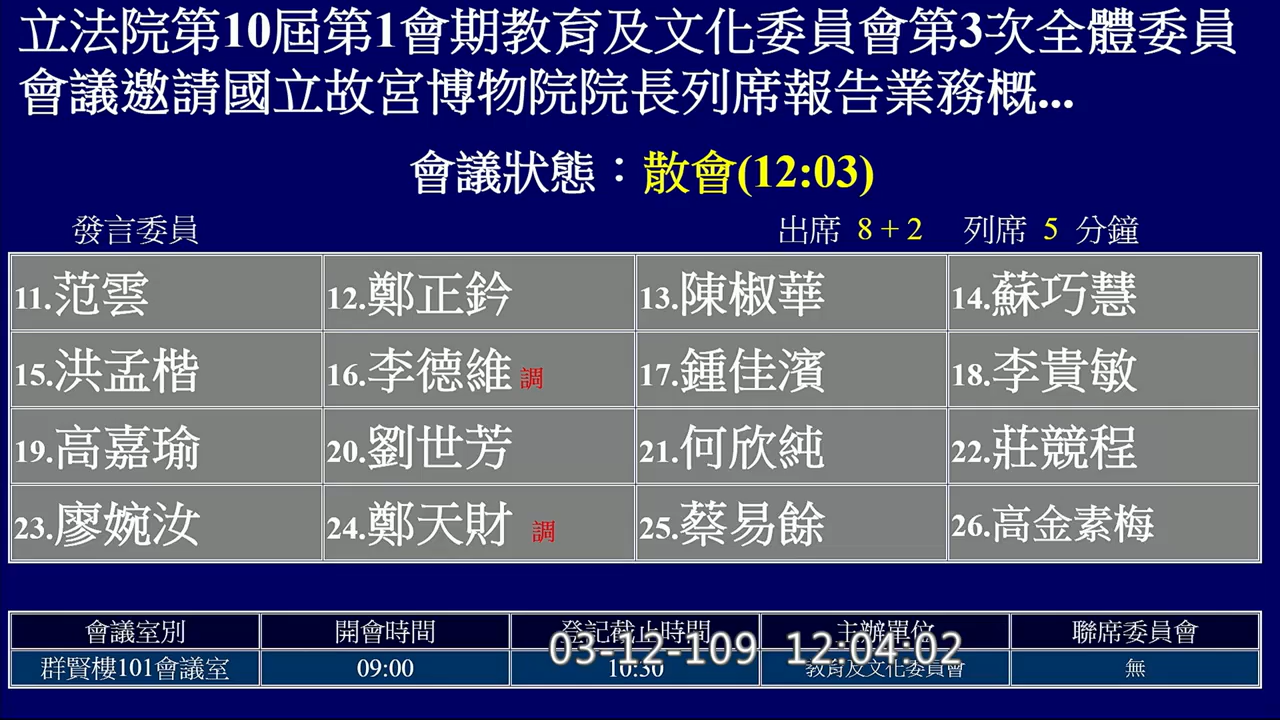 立法院第10屆第1會期教育及文化委員會第3次全體委員
會議邀請國立故宮博物院院長列席報告業務概...
會議狀態：散會(12:03)
發言委員 出席 8 + 2 列席 5 分鐘
11.范雲 12.鄭正鈐 13.陳椒華 14.蘇巧慧
15.洪孟楷 16.李德維 調 17.鍾佳濱 18.李貴敏
19.高嘉瑜 20.劉世芳 21.何欣純 22.莊競程
23.廖婉汝 24.鄭天財 調 25.蔡易餘 26.高金素梅
會議室別 開會時間 登記截止時間 主辦單位 聯席委員會
03-12-109 12:04:02
群賢樓101會議室 09:00 10:30 教育及文化委員會 無